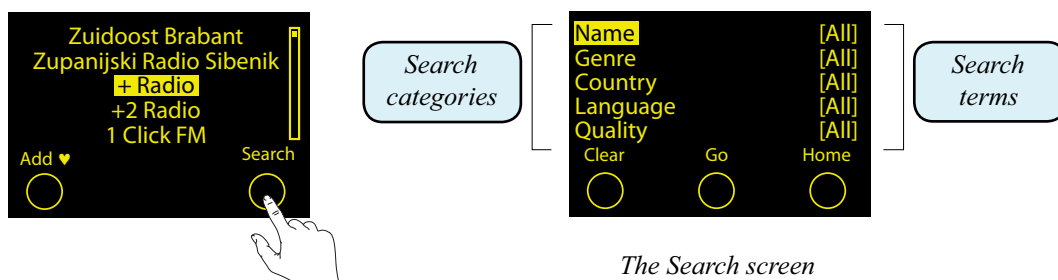 Zuidoost Brabant
Zupanijski Radio Sibenik
+ Radio
+2 Radio
1 Click FM
Add ♥
Search
Search
categories
Name [All]
Genre [All]
Country [All]
Language [All]
Quality [All]
Clear Go Home
Search
terms
The Search screen